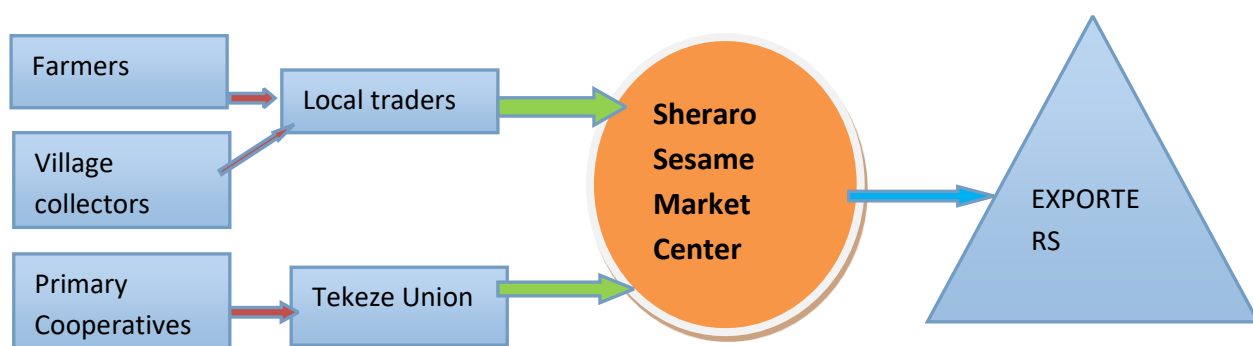 Farmers
Village
collectors
Primary
Cooperatives
Local traders
Tekeze Union
Sheraro
Sesame
Market
Center
EXPORTE
RS